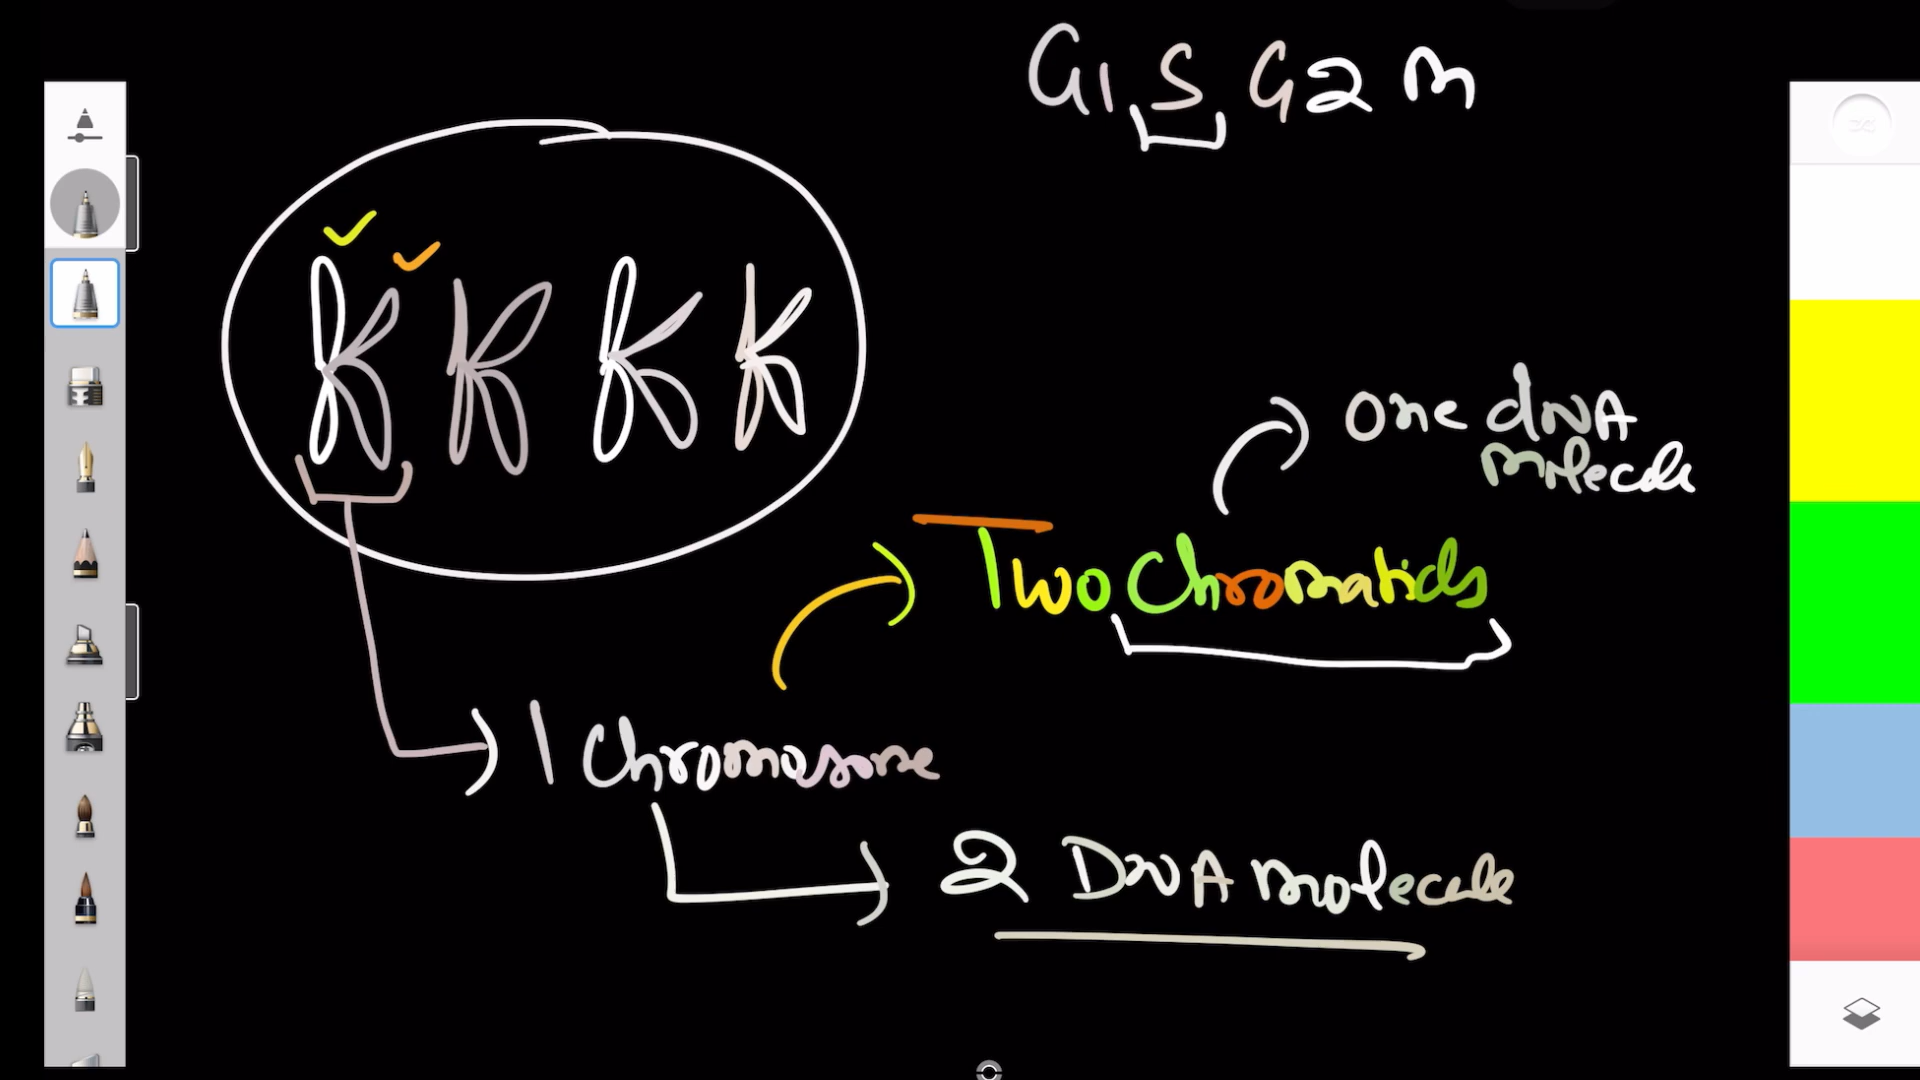 G1 S G2 M
One dNA
molecule
Two Chromatids
1 Chromosome
2 DNA molecule